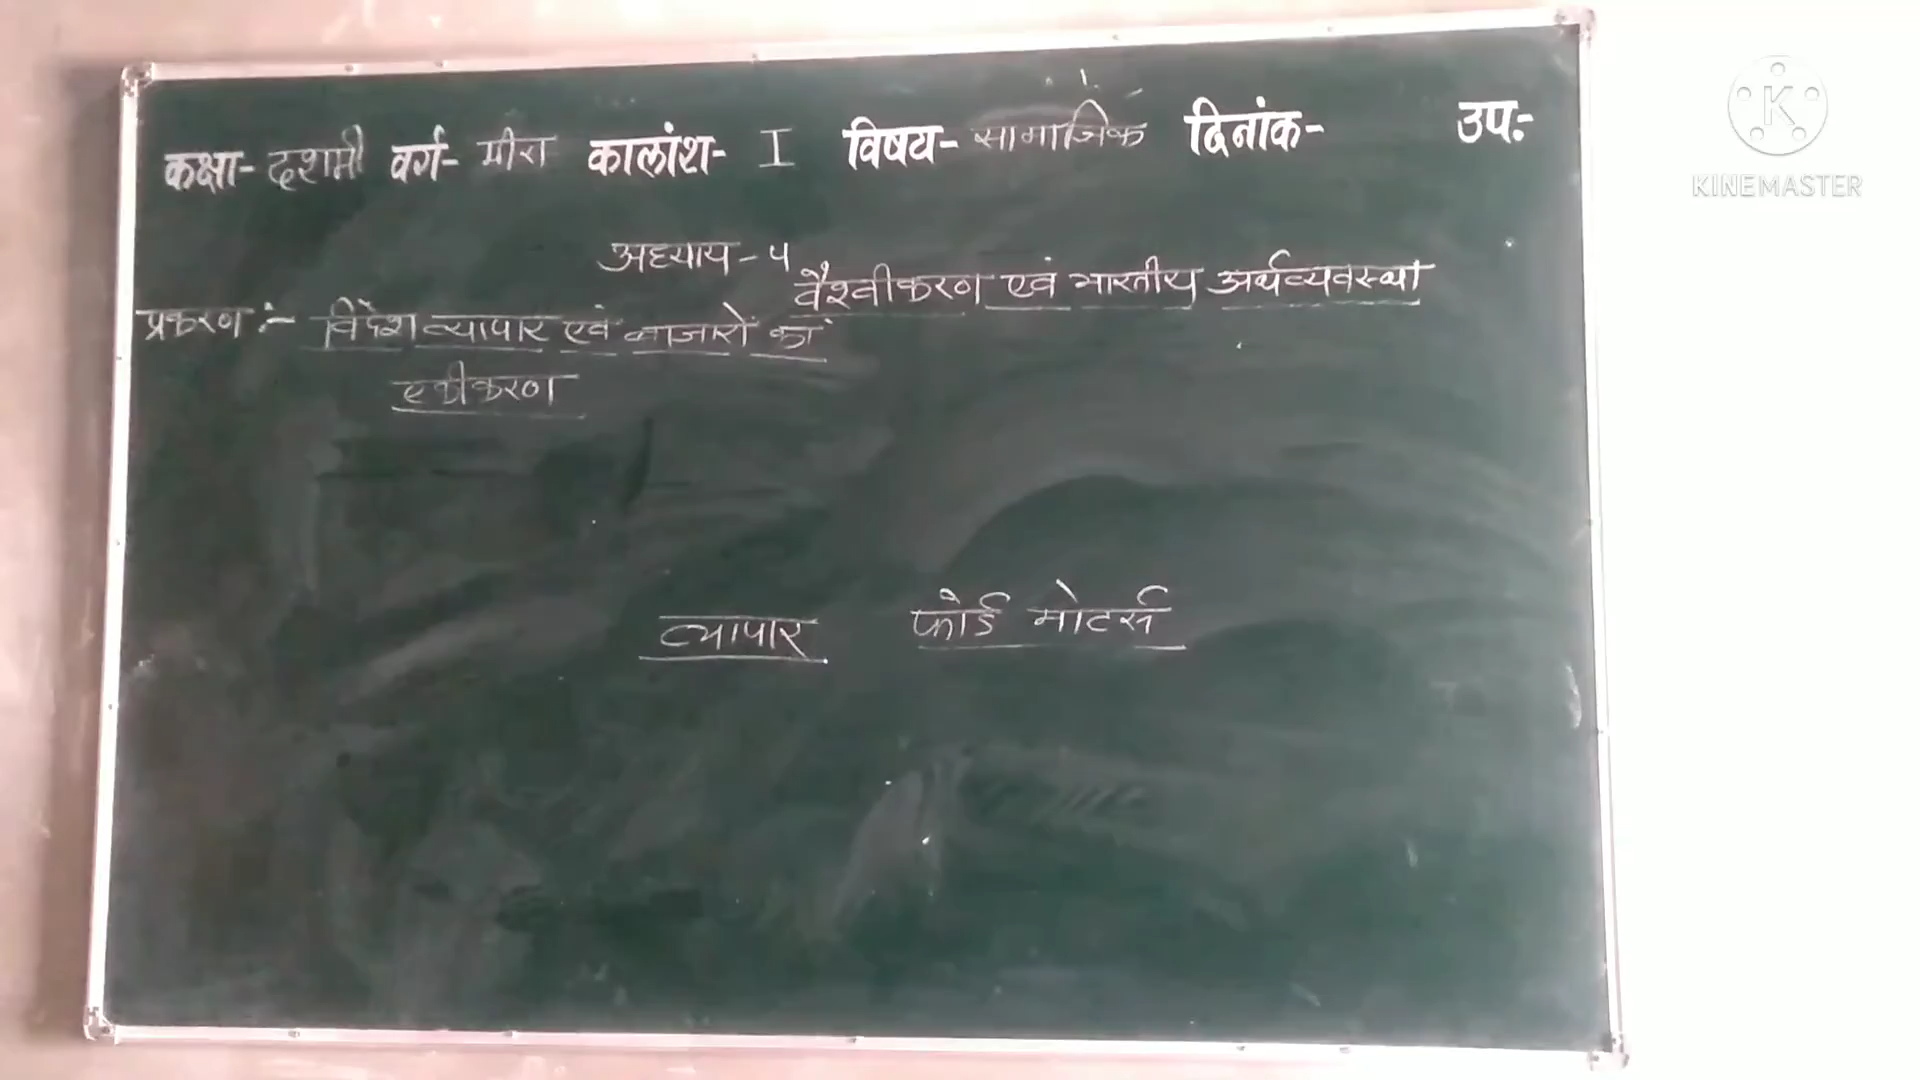 कक्षा- दशमी वर्ग- मीरा कालांश- I विषय- सामाजिक दिनांक- उप:-
अध्याय - ५
वैश्वीकरण एवं भारतीय अर्थव्यवस्था
प्रकरण :- विदेश व्यापार एवं बाजारों का
एकीकरण
व्यापार फोर्ड मोटर्स
K
KINEMASTER